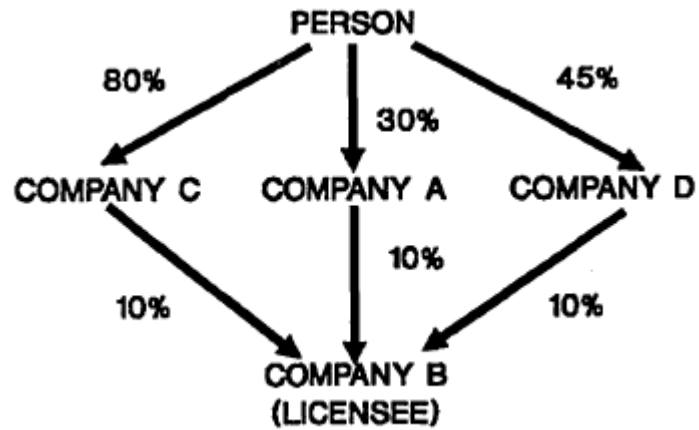 PERSON
80%
45%
30%
COMPANY C
COMPANY A
COMPANY D
10%
10%
10%
COMPANY B
(LICENSEE)